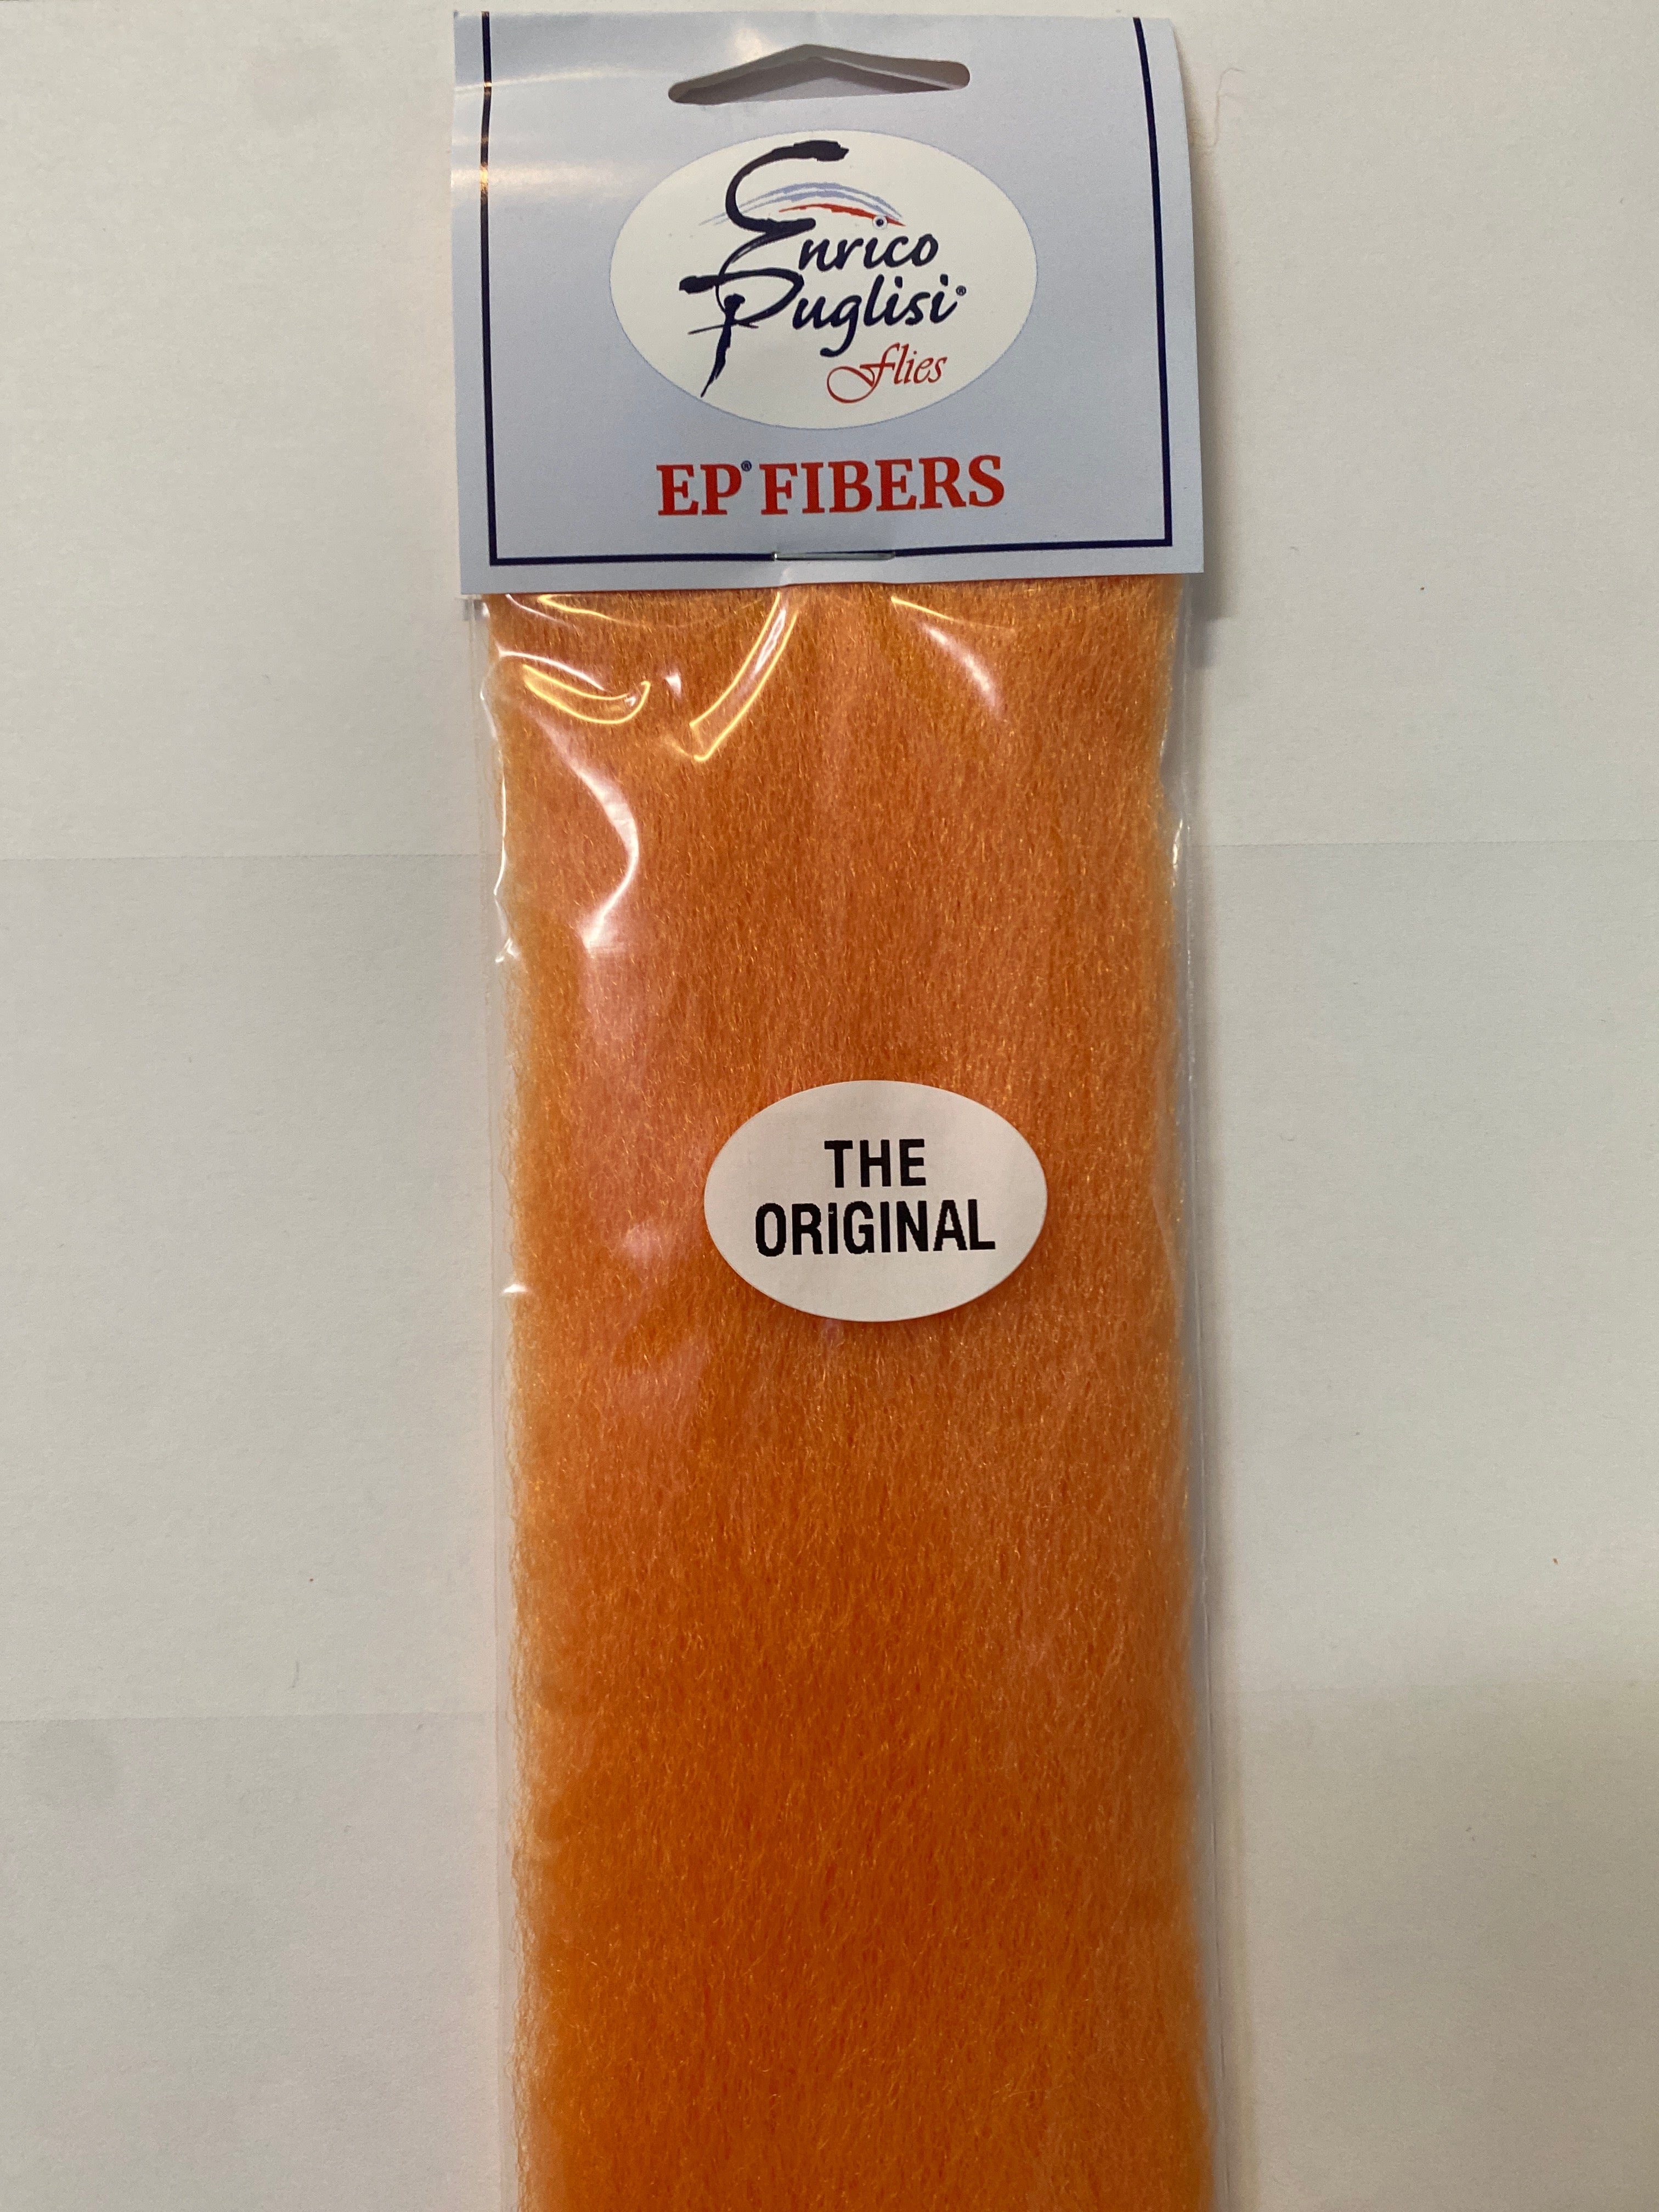 Enrico
Puglisi®
flies
EP® FIBERS
THE
ORIGINAL